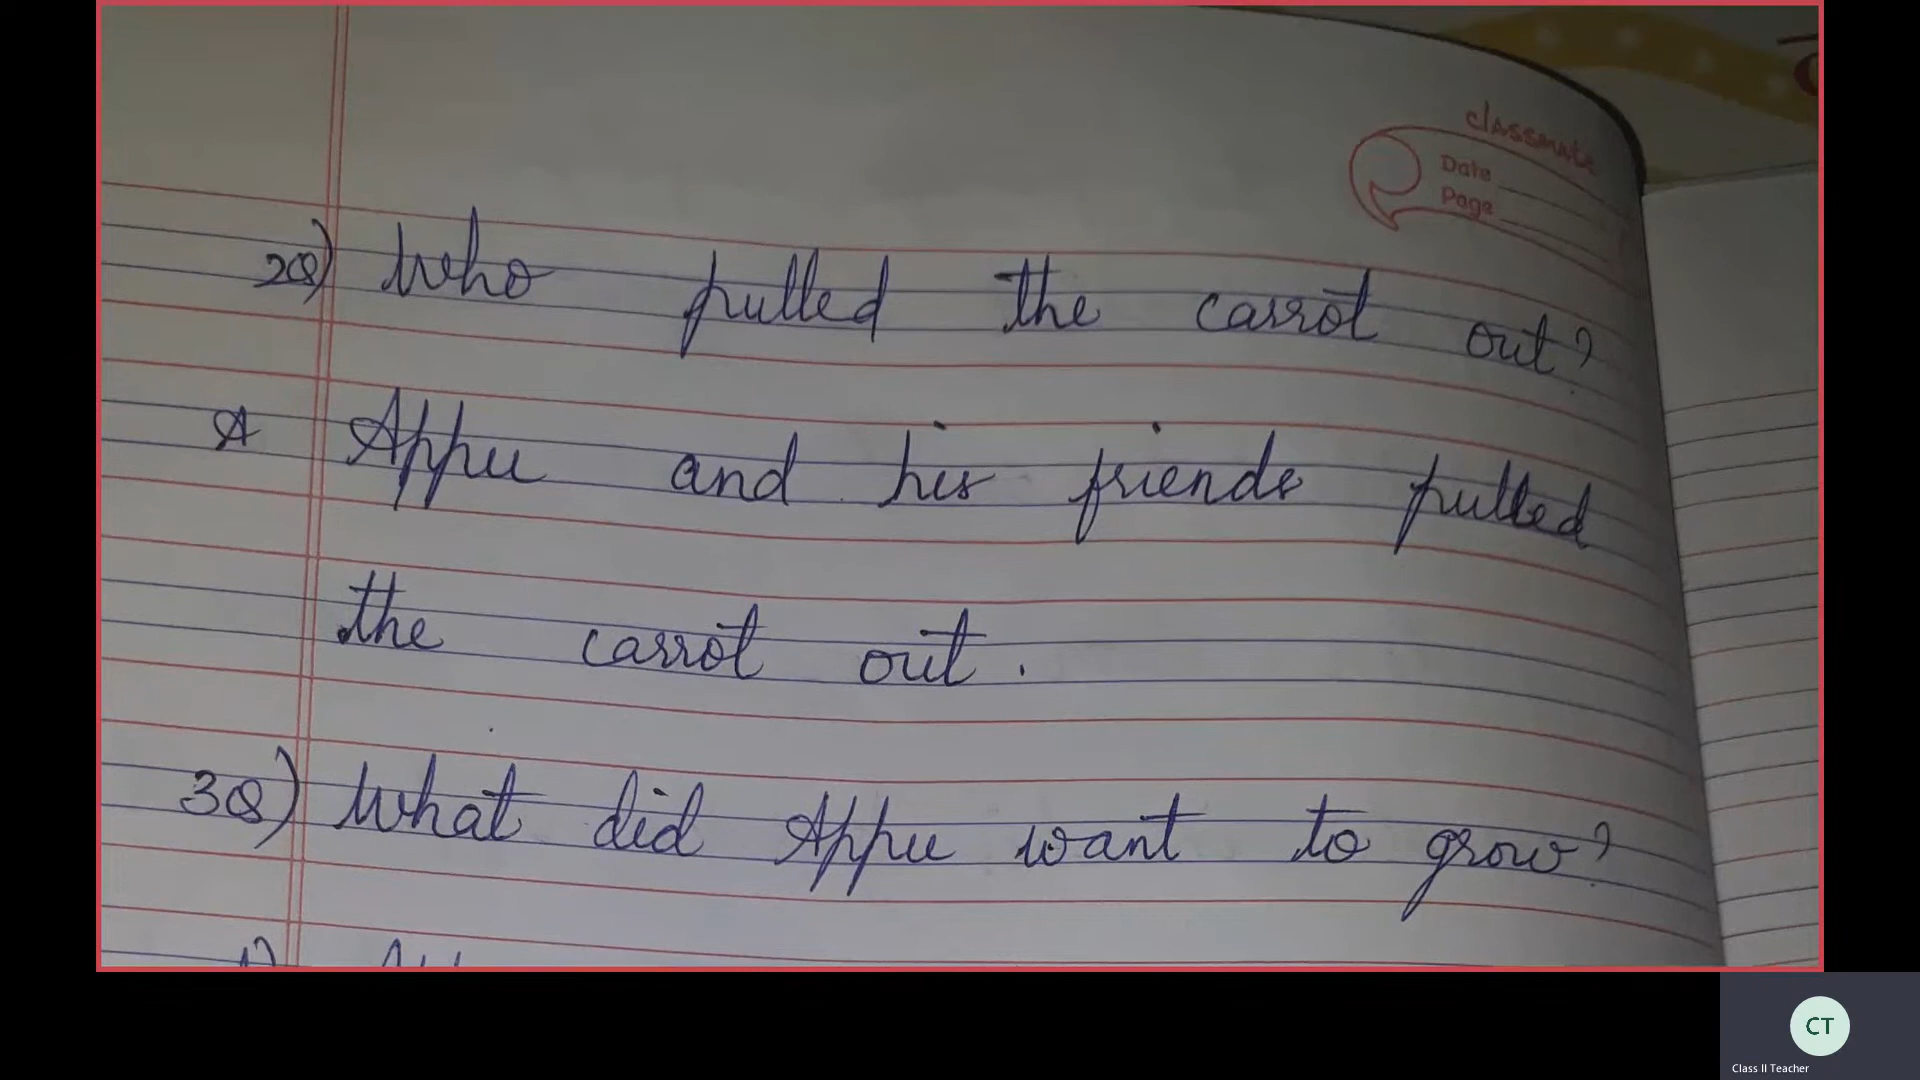 classmate
Date
Page
2Q) Who pulled the carrot out?
A Appu and his friends pulled
the carrot out.
3Q) What did Appu want to grow?
CT
Class II Teacher